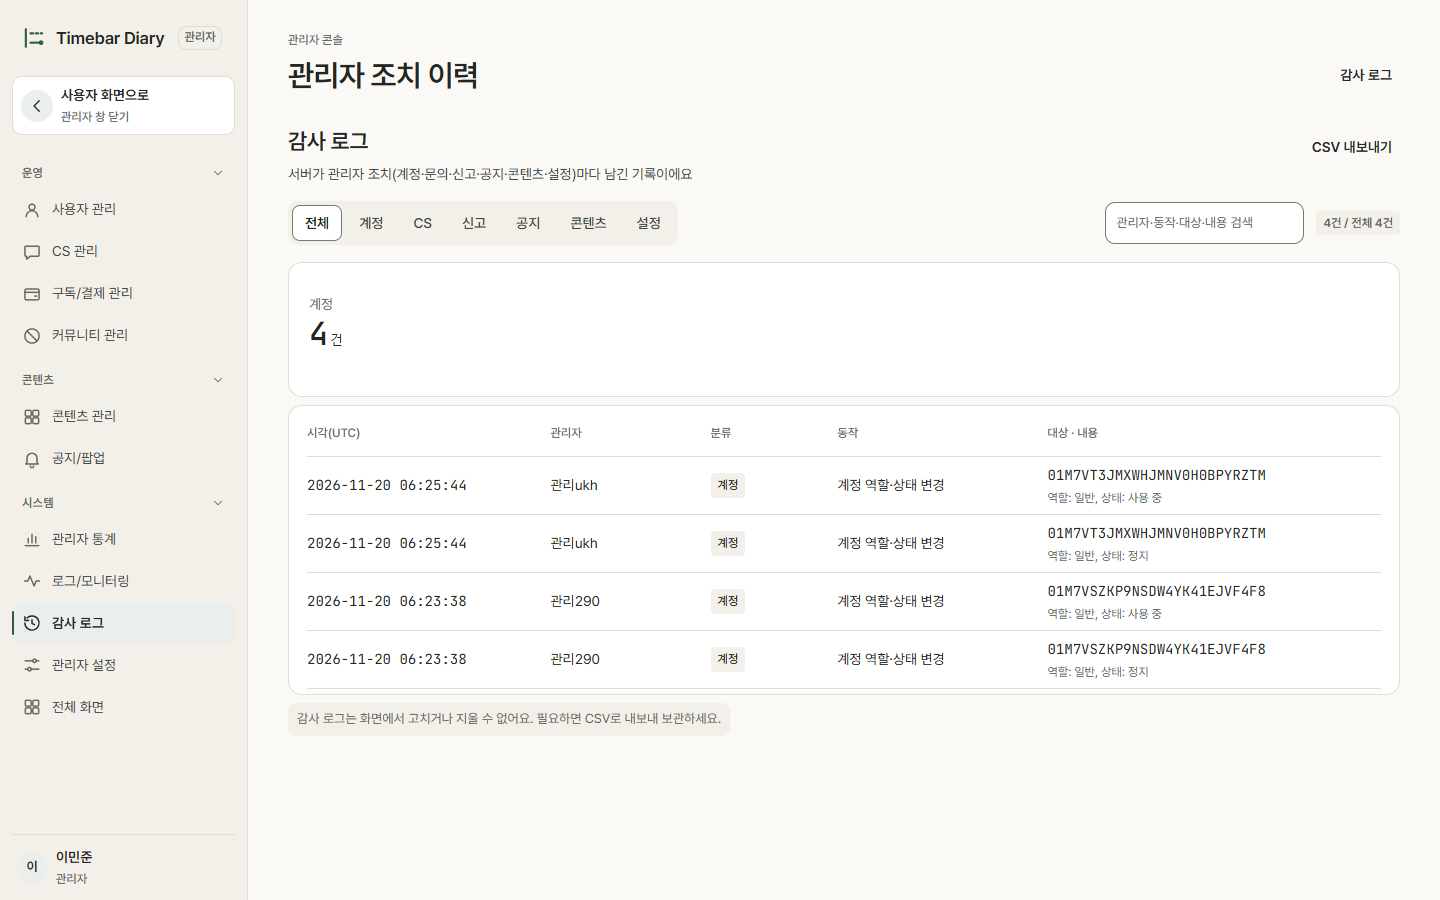 Timebar Diary 관리자
사용자 화면으로
관리자 창 닫기
운영
사용자 관리
CS 관리
구독/결제 관리
커뮤니티 관리
콘텐츠
콘텐츠 관리
공지/팝업
시스템
관리자 통계
로그/모니터링
감사 로그
관리자 설정
전체 화면
이 이민준
관리자
관리자 콘솔
관리자 조치 이력
감사 로그
감사 로그
CSV 내보내기
서버가 관리자 조치(계정·문의·신고·공지·콘텐츠·설정)마다 남긴 기록이에요
전체 계정 CS 신고 공지 콘텐츠 설정
관리자·동작·대상·내용 검색
4건 / 전체 4건
계정
4 건
시각(UTC) 관리자 분류 동작 대상 · 내용
2026-11-20 06:25:44 관리ukh 계정 계정 역할·상태 변경 01M7VT3JMXWHJMNV0H0BPYRZTM
역할: 일반, 상태: 사용 중
2026-11-20 06:25:44 관리ukh 계정 계정 역할·상태 변경 01M7VT3JMXWHJMNV0H0BPYRZTM
역할: 일반, 상태: 정지
2026-11-20 06:23:38 관리290 계정 계정 역할·상태 변경 01M7VSZKP9NSDW4YK41EJVF4F8
역할: 일반, 상태: 사용 중
2026-11-20 06:23:38 관리290 계정 계정 역할·상태 변경 01M7VSZKP9NSDW4YK41EJVF4F8
역할: 일반, 상태: 정지
감사 로그는 화면에서 고치거나 지울 수 없어요. 필요하면 CSV로 내보내 보관하세요.